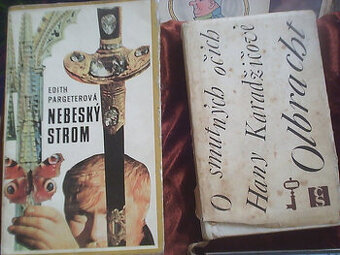 EDITH
PARGETEROVÁ
NEBESKÝ
STROM
O smutných očích
Hany Karadžičové
Olbracht